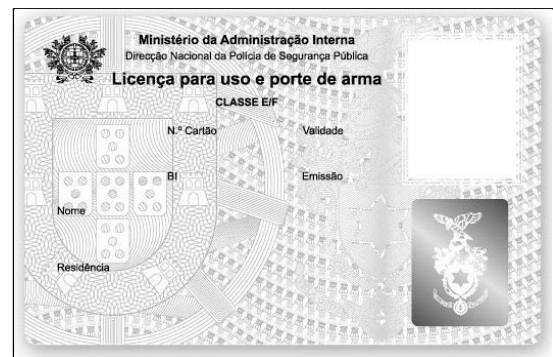 Ministério da Administração Interna
Direcção Nacional da Polícia de Segurança Pública
Licença para uso e porte de arma
CLASSE E/F
N.º Cartão Validade
BI Emissão
Nome
Residência